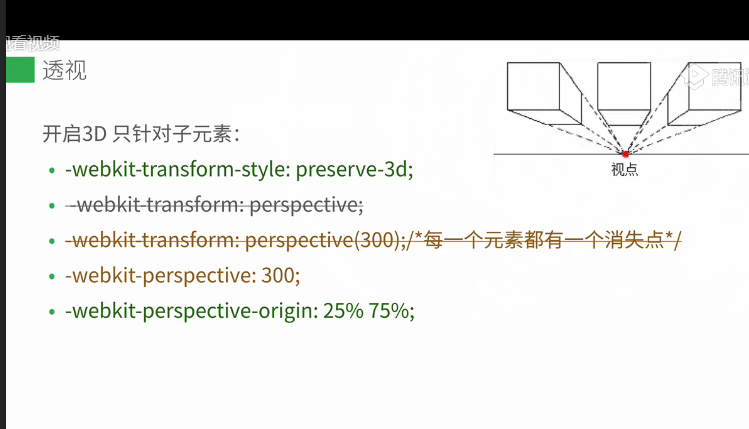 看视频
透视
腾讯
开启3D 只针对子元素：
视点
• -webkit-transform-style: preserve-3d;
• -webkit-transform: perspective;
• -webkit-transform: perspective(300);/*每一个元素都有一个消失点*/
• -webkit-perspective: 300;
• -webkit-perspective-origin: 25% 75%;